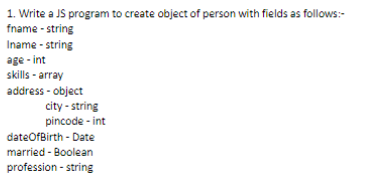 1. Write a JS program to create object of person with fields as follows:-
fname - string
lname - string
age - int
skills - array
address - object
city - string
pincode - int
dateOfBirth - Date
married - Boolean
profession - string